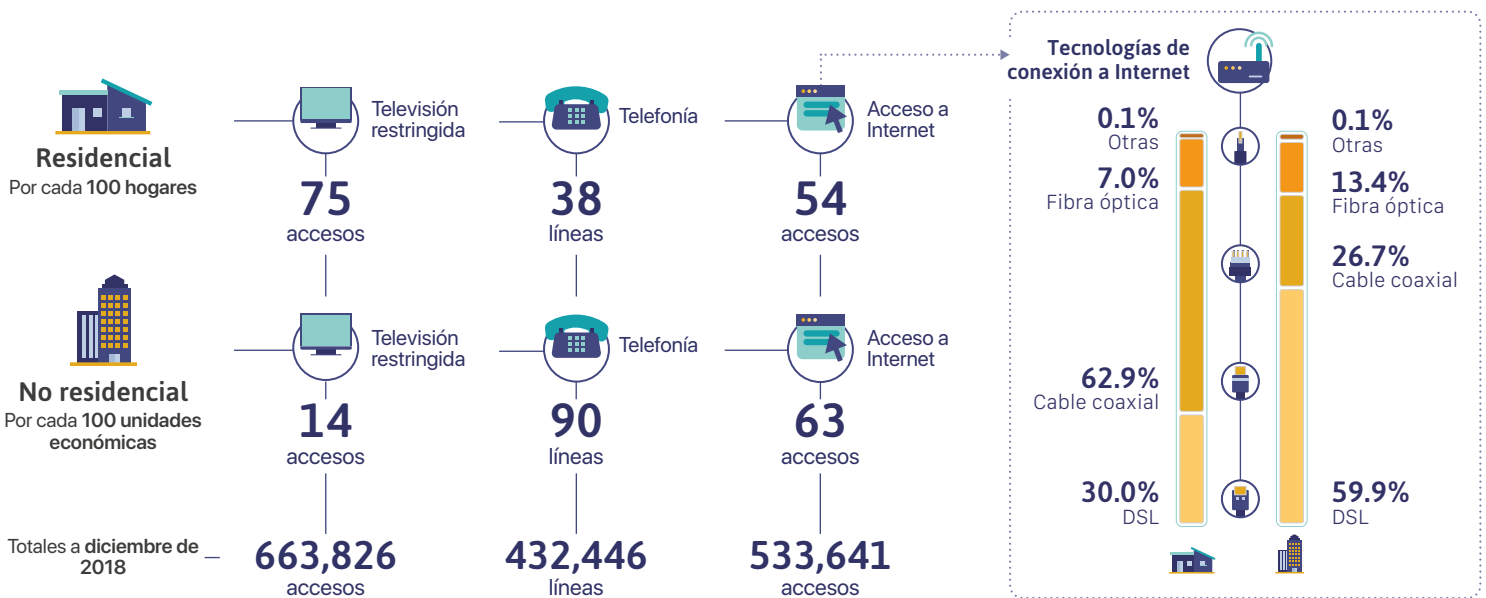 Residencial
Por cada 100 hogares
Televisión
restringida
75
accesos
Telefonía
38
líneas
Acceso a
Internet
54
accesos
No residencial
Por cada 100 unidades
económicas
Televisión
restringida
14
accesos
Telefonía
90
líneas
Acceso a
Internet
63
accesos
Totales a diciembre de
2018
663,826
accesos
432,446
líneas
533,641
accesos
Tecnologías de
conexión a Internet
0.1%
Otras
7.0%
Fibra óptica
62.9%
Cable coaxial
30.0%
DSL
0.1%
Otras
13.4%
Fibra óptica
26.7%
Cable coaxial
59.9%
DSL